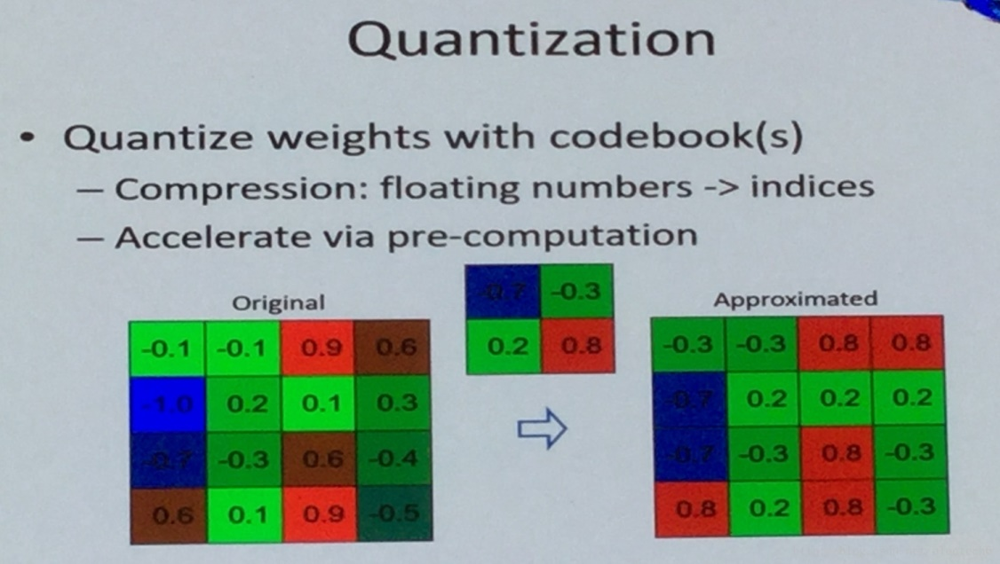 Quantization
• Quantize weights with codebook(s)
– Compression: floating numbers -> indices
– Accelerate via pre-computation
Original
-0.1 -0.1 0.9 0.6
-1.0 0.2 0.1 0.3
-0.7 -0.3 0.6 -0.4
0.6 0.1 0.9 -0.5
-0.7 -0.3
0.2 0.8
Approximated
-0.3 -0.3 0.8 0.8
-0.7 0.2 0.2 0.2
-0.7 -0.3 0.8 -0.3
0.8 0.2 0.8 -0.3